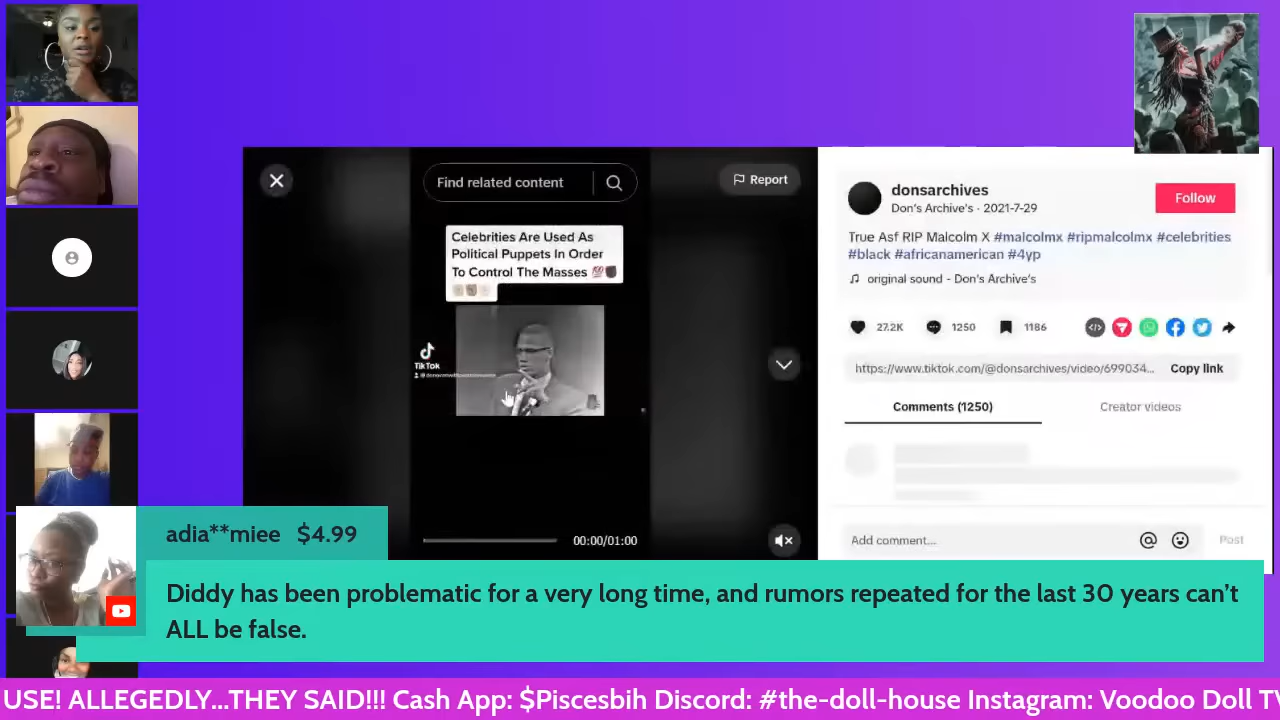 Find related content
Report
Celebrities Are Used As
Political Puppets In Order
To Control The Masses 💯✊🏿
TikTok
00:00/01:00
donsarchives
Don's Archive's · 2021-7-29
Follow
True Asf RIP Malcolm X #malcolmx #ripmalcolmx #celebrities
#black #africanamerican #4yp
original sound - Don's Archive's
27.2K
1250
1186
https://www.tiktok.com/@donsarchives/video/699034...
Copy link
Comments (1250)
Creator videos
Add comment...
Post
adia**miee $4.99
Diddy has been problematic for a very long time, and rumors repeated for the last 30 years can't
ALL be false.
USE! ALLEGEDLY...THEY SAID!!! Cash App: $Piscesbih Discord: #the-doll-house Instagram: Voodoo Doll TV